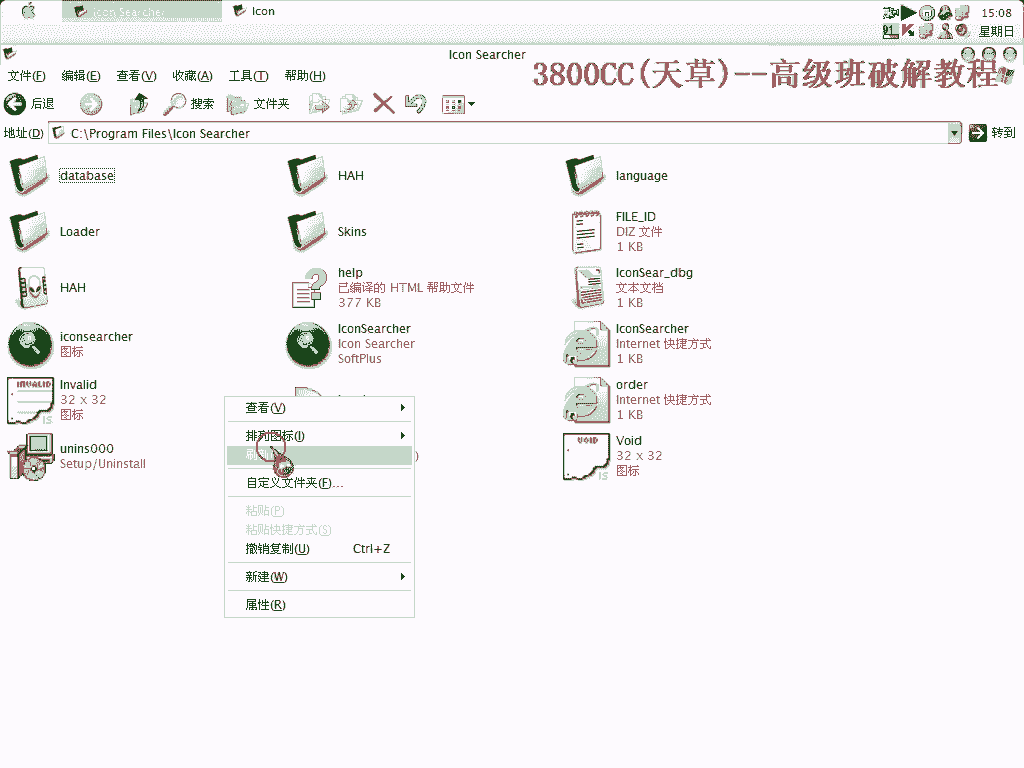 Icon Searcher
Icon
15:08
星期日
Icon Searcher
3800CC(天草)--高级班破解教程
文件(F)
编辑(E)
查看(V)
收藏(A)
工具(T)
帮助(H)
后退
搜索
文件夹
地址(D)
C:\Program Files\Icon Searcher
转到
database
HAH
language
Loader
Skins
FILE_ID
DIZ 文件
1 KB
HAH
help
已编译的 HTML 帮助文件
377 KB
IconSear_dbg
文本文档
1 KB
iconsearcher
图标
IconSearcher
Icon Searcher
SoftPlus
IconSearcher
Internet 快捷方式
1 KB
INVALID
IS
Invalid
32 x 32
图标
order
Internet 快捷方式
1 KB
unins000
Setup/Uninstall
VOID
IS
Void
32 x 32
图标
查看(V)
排列图标(I)
自定义文件夹(F)...
粘贴(P)
粘贴快捷方式(S)
撤销复制(U) Ctrl+Z
新建(W)
属性(R)